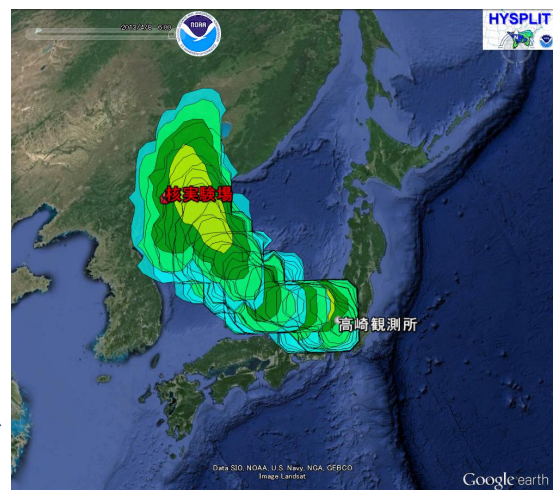 NOAA
HYSPLIT
核実験場
高崎観測所
Data SIO, NOAA, U.S. Navy, NGA, GEBCO
Image Landsat
Google earth